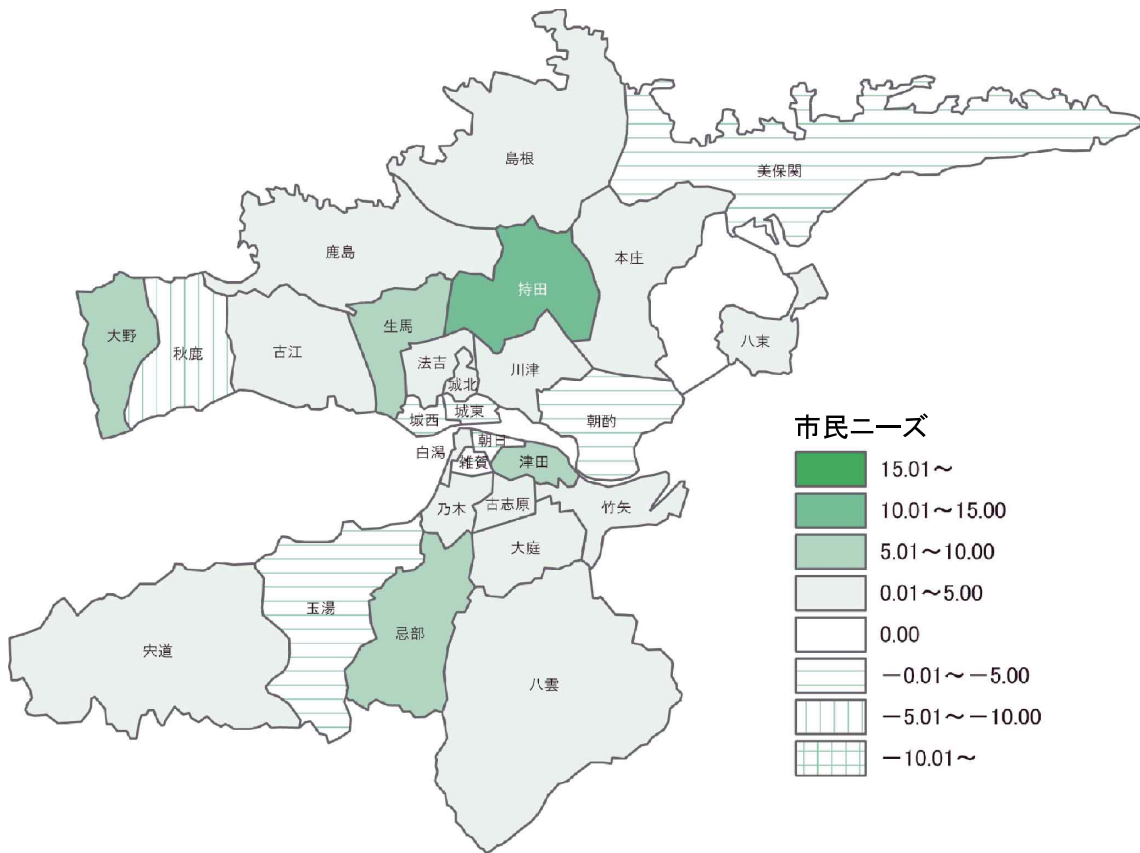 島根
美保関
鹿島
本庄
持田
大野
秋鹿
古江
生馬
法吉
城北
川津
八束
城西
城東
朝酌
白潟
朝日
雑賀
津田
乃木
古志原
竹矢
大庭
玉湯
忌部
宍道
八雲
市民ニーズ
15.01～
10.01～15.00
5.01～10.00
0.01～5.00
0.00
－0.01～－5.00
－5.01～－10.00
－10.01～